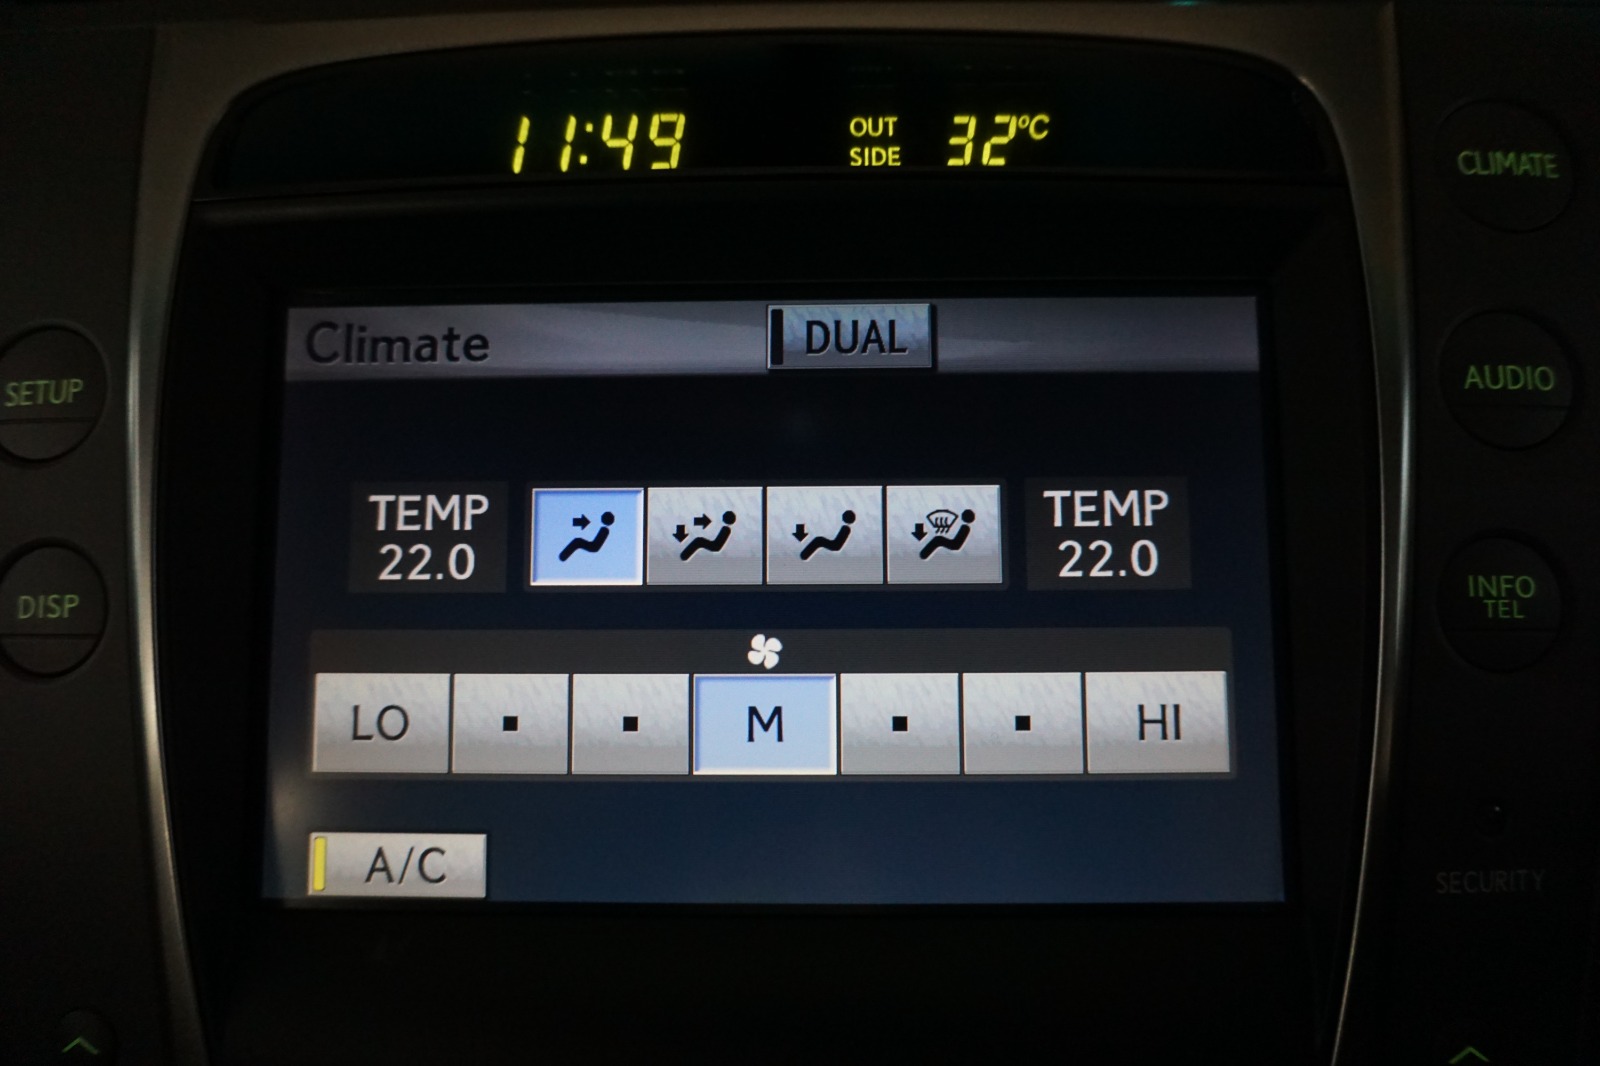 11:49
OUT SIDE
32°C
CLIMATE
Climate
DUAL
SETUP
AUDIO
TEMP
22.0
TEMP
22.0
DISP
INFO
TEL
LO
M
HI
A/C
SECURITY